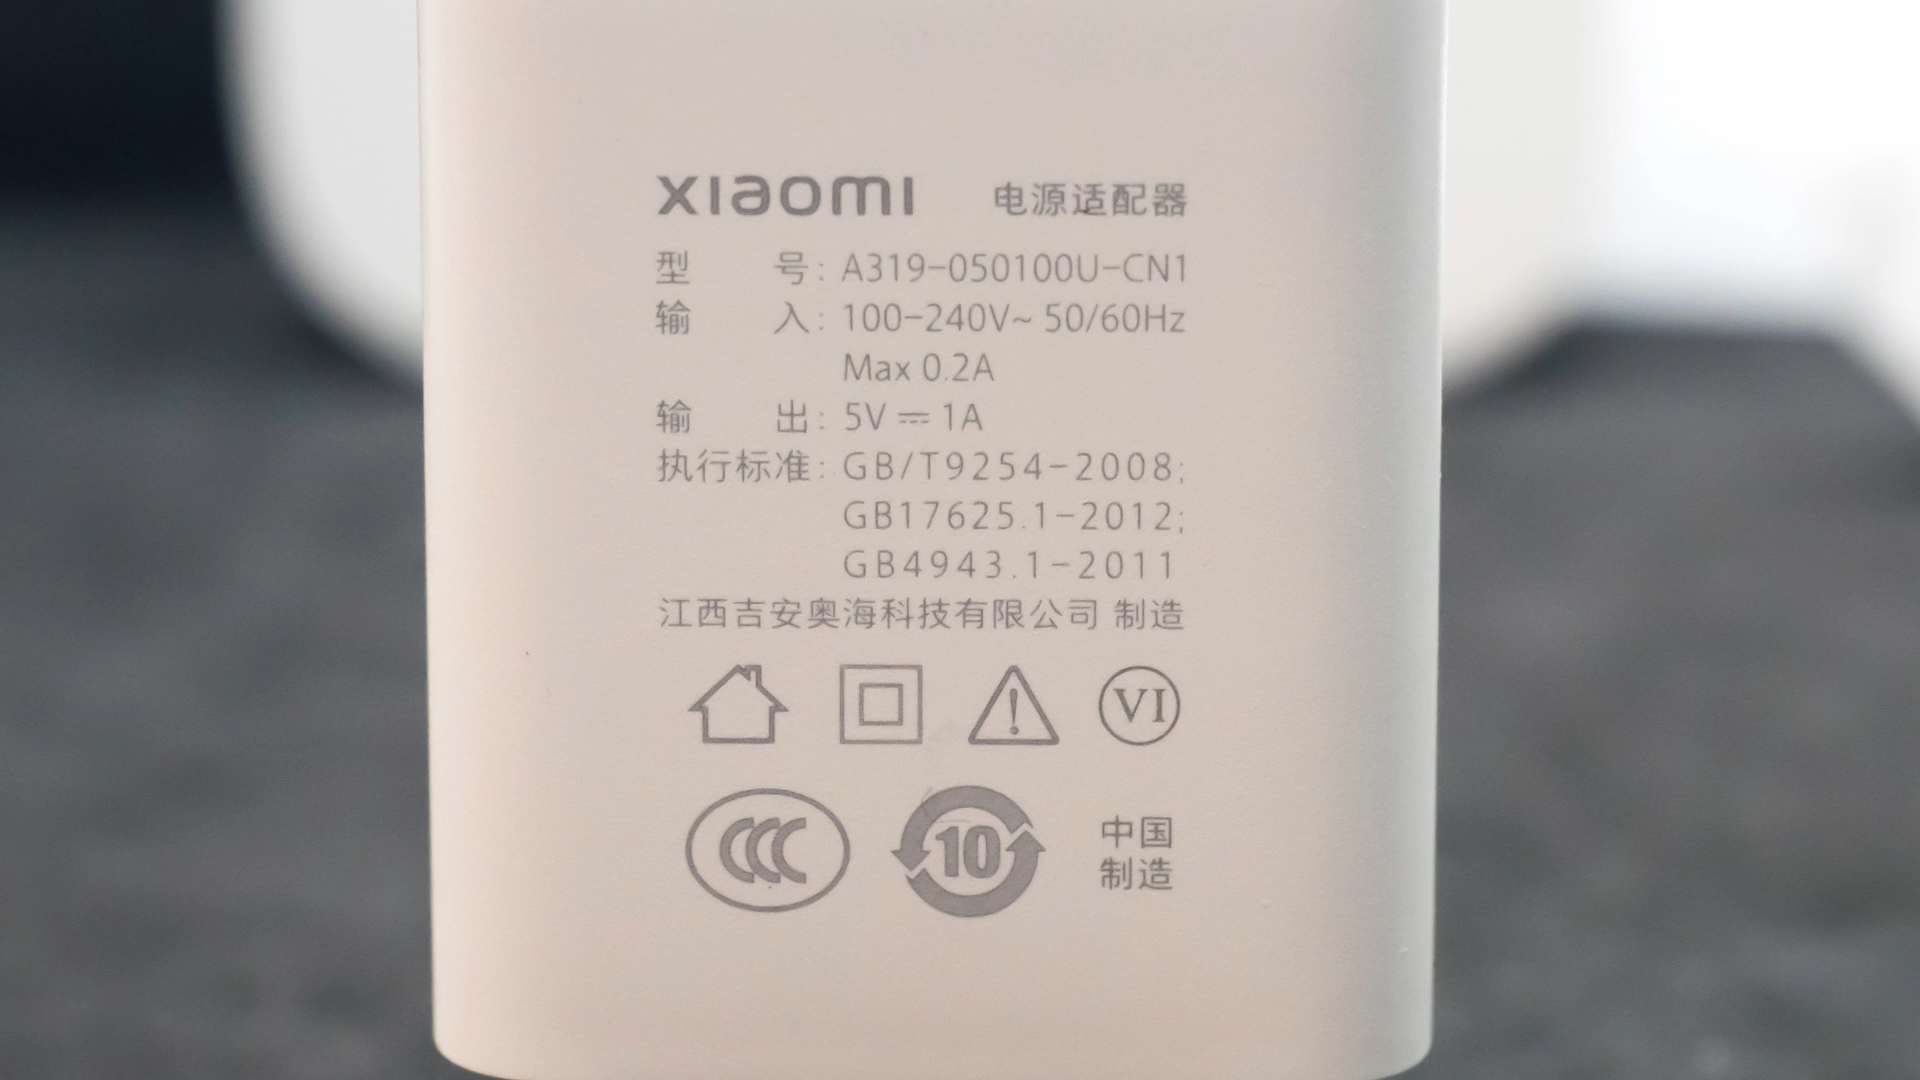 xiaomi 电源适配器
型 号: A319-050100U-CN1
输 入: 100-240V~ 50/60Hz
Max 0.2A
输 出: 5V ⎓ 1A
执行标准: GB/T9254-2008;
GB17625.1-2012;
GB4943.1-2011
江西吉安奥海科技有限公司 制造
VI
CCC 10 中国
制造